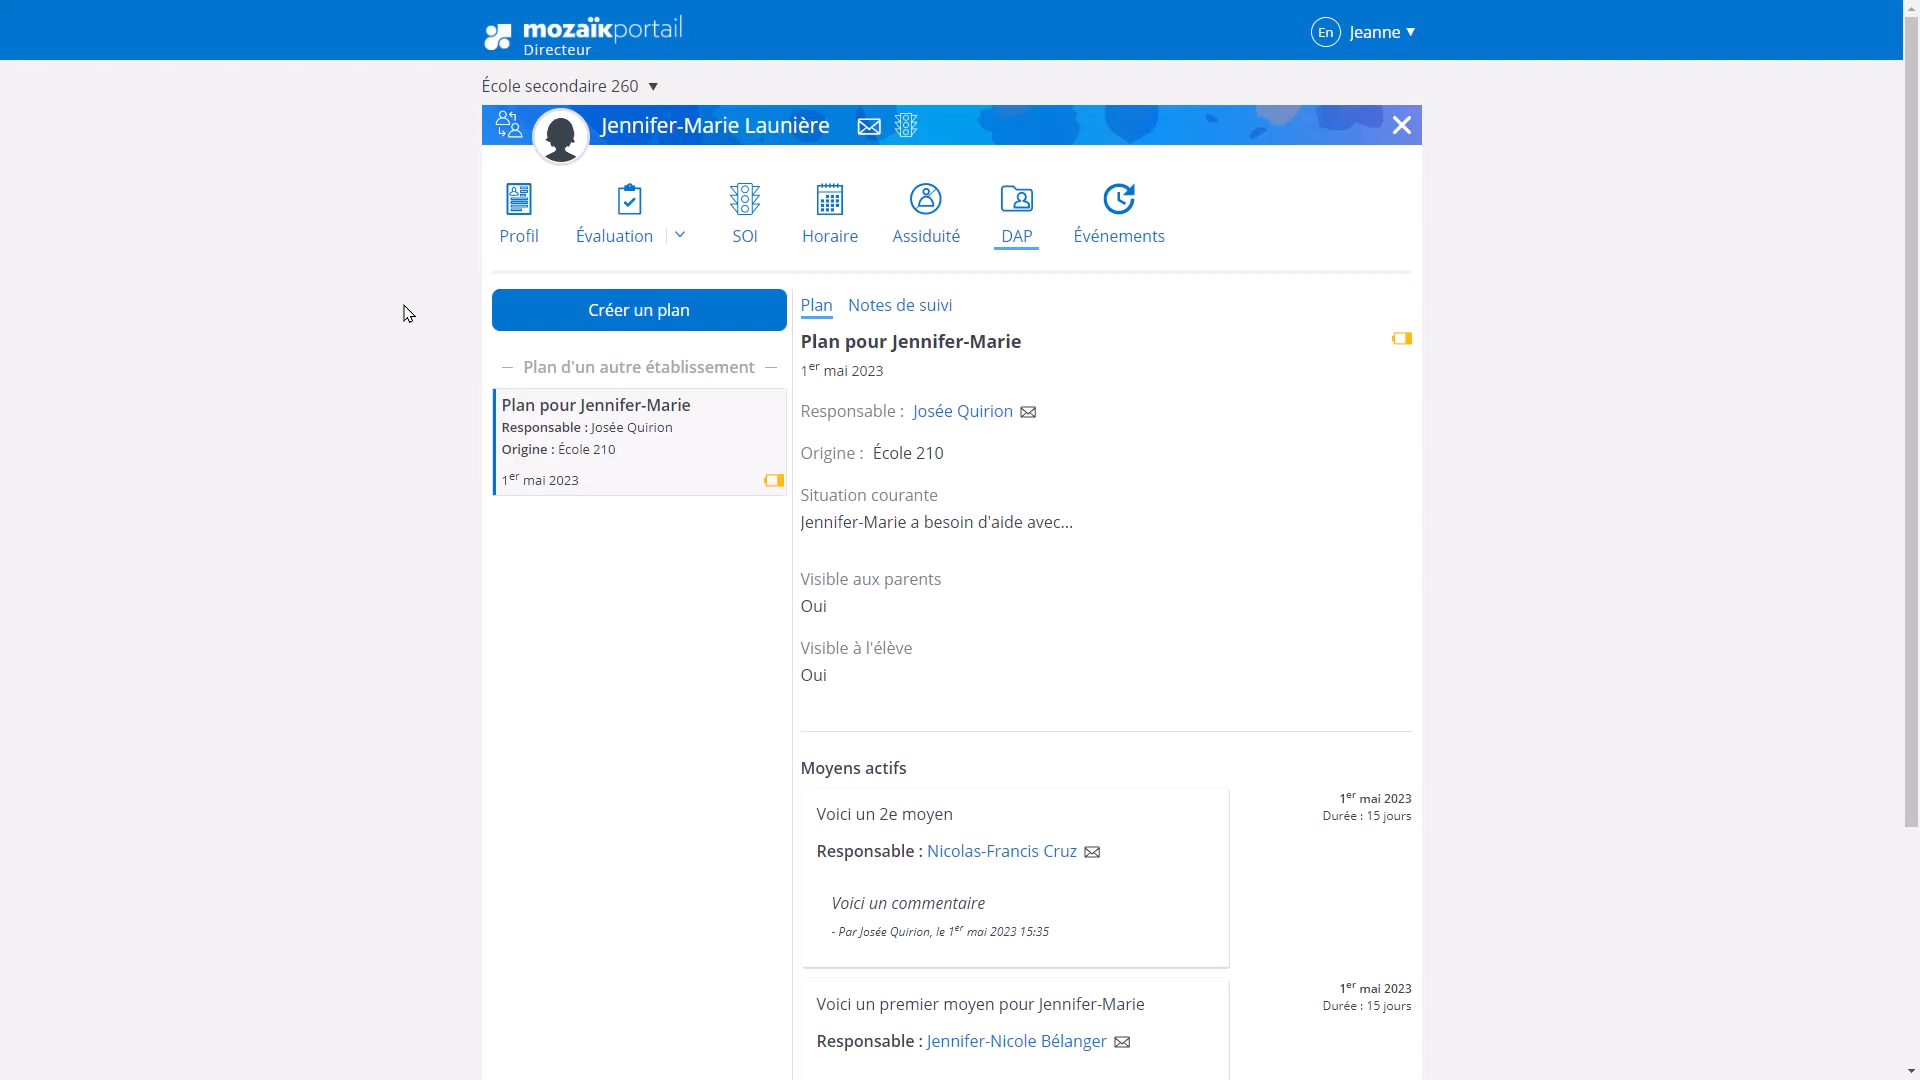 mozaïkportail
Directeur
En
Jeanne ▼
École secondaire 260 ▼
Jennifer-Marie Launière
Profil
Évaluation
SOI
Horaire
Assiduité
DAP
Événements
Créer un plan
— Plan d'un autre établissement —
Plan pour Jennifer-Marie
Responsable : Josée Quirion
Origine : École 210
1er mai 2023
Plan
Notes de suivi
Plan pour Jennifer-Marie
1er mai 2023
Responsable : Josée Quirion
Origine : École 210
Situation courante
Jennifer-Marie a besoin d'aide avec...
Visible aux parents
Oui
Visible à l'élève
Oui
Moyens actifs
Voici un 2e moyen
Responsable : Nicolas-Francis Cruz
Voici un commentaire
- Par Josée Quirion, le 1er mai 2023 15:35
1er mai 2023
Durée : 15 jours
Voici un premier moyen pour Jennifer-Marie
Responsable : Jennifer-Nicole Bélanger
1er mai 2023
Durée : 15 jours